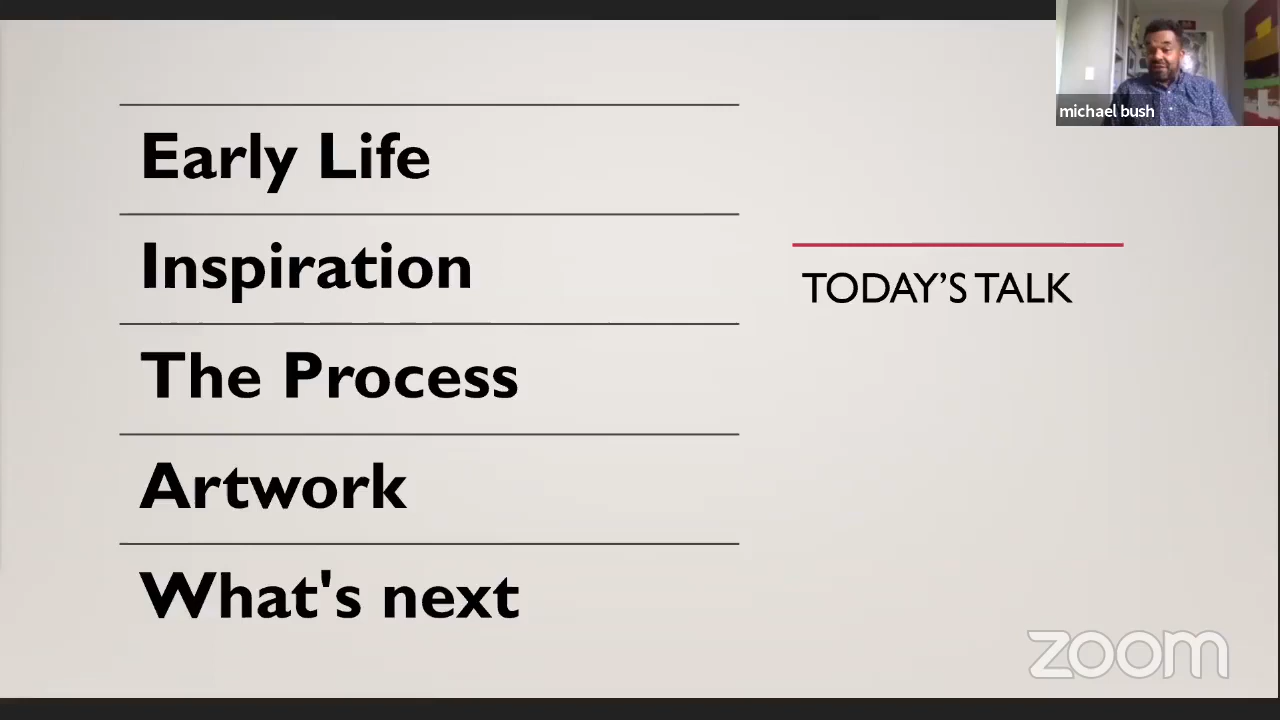 michael bush
Early Life
Inspiration
The Process
Artwork
What's next
TODAY’S TALK
zoom